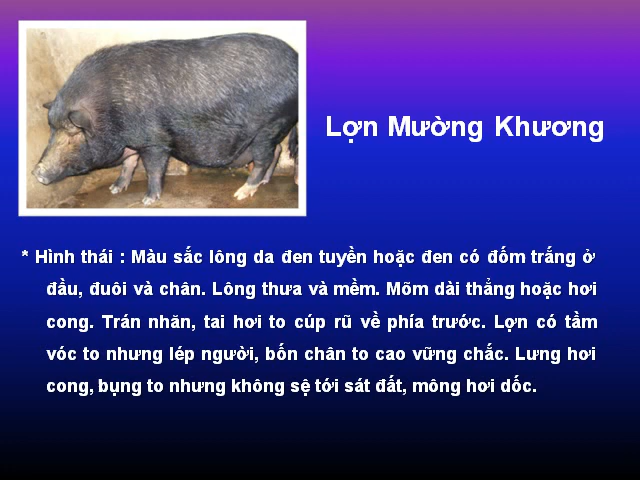 Lợn Mường Khương
* Hình thái : Màu sắc lông da đen tuyền hoặc đen có đốm trắng ở
đầu, đuôi và chân. Lông thưa và mềm. Mõm dài thẳng hoặc hơi
cong. Trán nhăn, tai hơi to cúp rũ về phía trước. Lợn có tầm
vóc to nhưng lép người, bốn chân to cao vững chắc. Lưng hơi
cong, bụng to nhưng không sệ tới sát đất, mông hơi dốc.